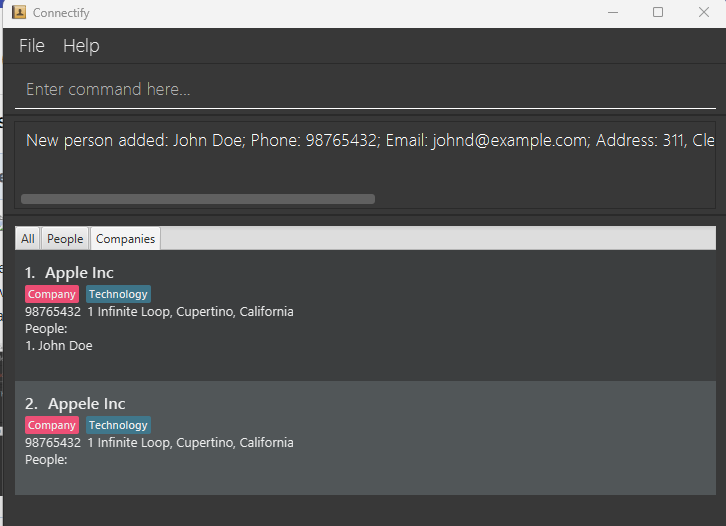 Connectify
File Help
Enter command here...
New person added: John Doe; Phone: 98765432; Email: johnd@example.com; Address: 311, Cle
All People Companies
1. Apple Inc
Company Technology
98765432 1 Infinite Loop, Cupertino, California
People:
1. John Doe
2. Appele Inc
Company Technology
98765432 1 Infinite Loop, Cupertino, California
People: